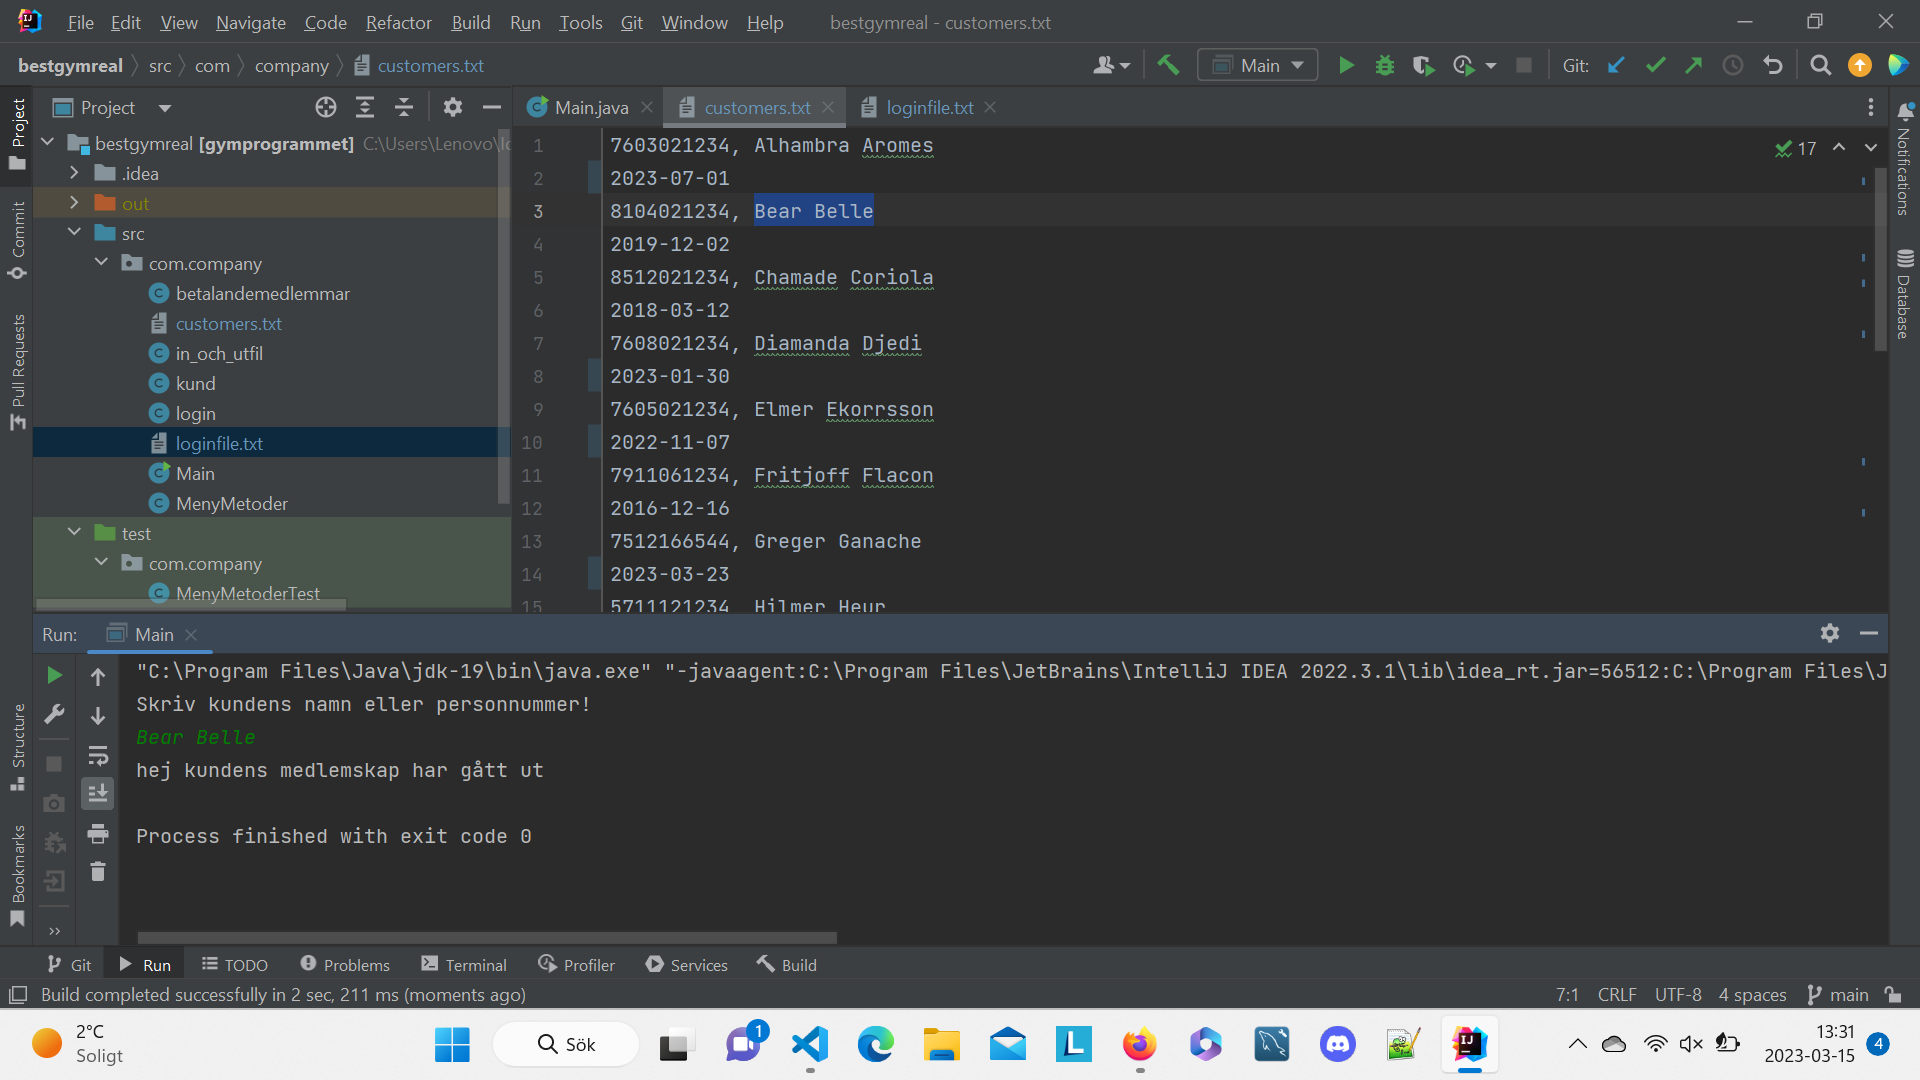 File Edit View Navigate Code Refactor Build Run Tools Git Window Help bestgymreal - customers.txt
bestgymreal src com company customers.txt Main Git:
Project
Main.java customers.txt loginfile.txt
bestgymreal [gymprogrammet] C:\Users\Lenovo\
.idea
out
src
com.company
betalandemedlemmar
customers.txt
in_och_utfil
kund
login
loginfile.txt
Main
MenyMetoder
test
com.company
MenyMetoderTest
1 7603021234, Alhambra Aromes
2 2023-07-01
3 8104021234, Bear Belle
4 2019-12-02
5 8512021234, Chamade Coriola
6 2018-03-12
7 7608021234, Diamanda Djedi
8 2023-01-30
9 7605021234, Elmer Ekorrsson
10 2022-11-07
11 7911061234, Fritjoff Flacon
12 2016-12-16
13 7512166544, Greger Ganache
14 2023-03-23
15 5711121234, Hilmer Heur
17
Project
Commit
Pull Requests
Structure
Bookmarks
Notifications
Database
Run: Main
"C:\Program Files\Java\jdk-19\bin\java.exe" "-javaagent:C:\Program Files\JetBrains\IntelliJ IDEA 2022.3.1\lib\idea_rt.jar=56512:C:\Program Files\J
Skriv kundens namn eller personnummer!
Bear Belle
hej kundens medlemskap har gått ut
Process finished with exit code 0
Git Run TODO Problems Terminal Profiler Services Build
Build completed successfully in 2 sec, 211 ms (moments ago) 7:1 CRLF UTF-8 4 spaces main
2°C
Soligt
Sök
1
L
IJ
13:31
2023-03-15
4